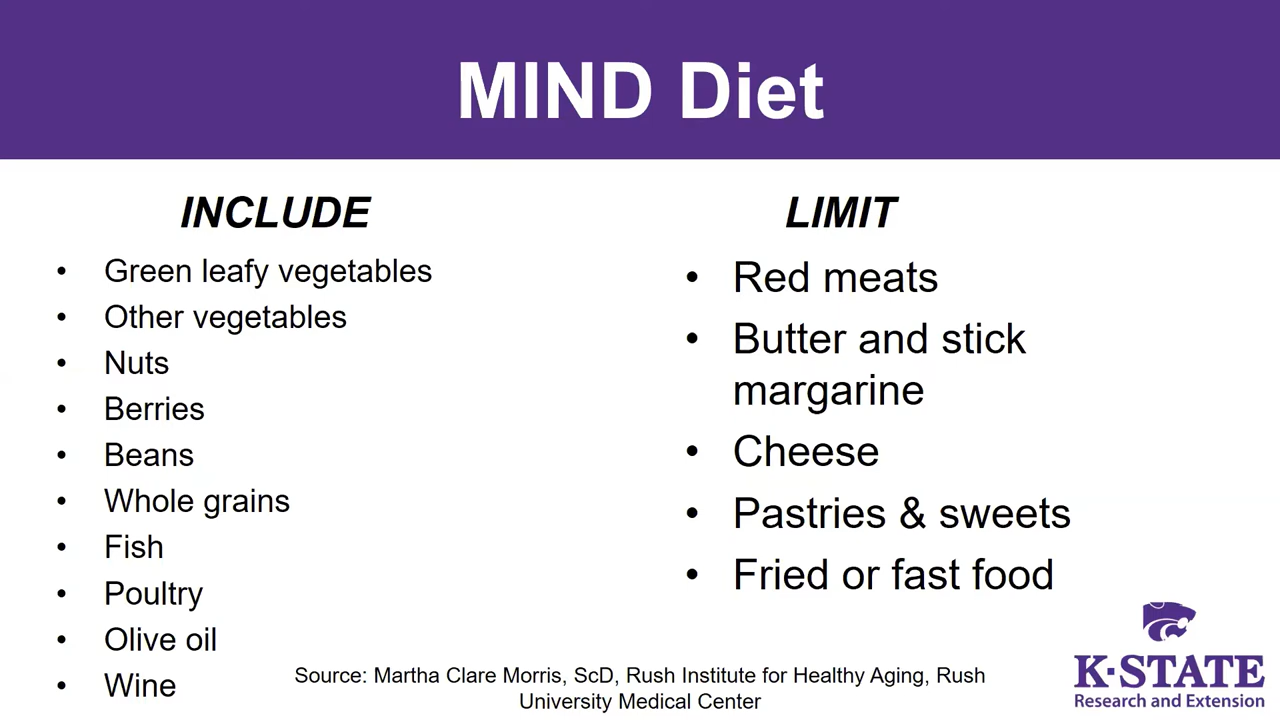 MIND Diet
INCLUDE
• Green leafy vegetables
• Other vegetables
• Nuts
• Berries
• Beans
• Whole grains
• Fish
• Poultry
• Olive oil
• Wine
LIMIT
• Red meats
• Butter and stick
margarine
• Cheese
• Pastries & sweets
• Fried or fast food
Source: Martha Clare Morris, ScD, Rush Institute for Healthy Aging, Rush
University Medical Center
K-STATE
Research and Extension